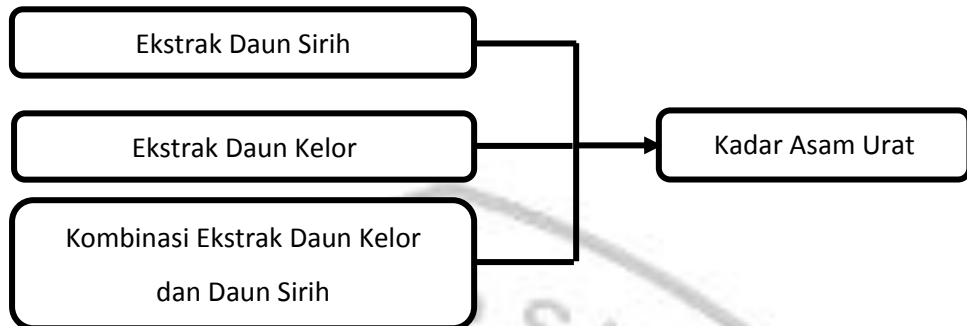 Ekstrak Daun Sirih
Ekstrak Daun Kelor
Kadar Asam Urat
Kombinasi Ekstrak Daun Kelor
dan Daun Sirih